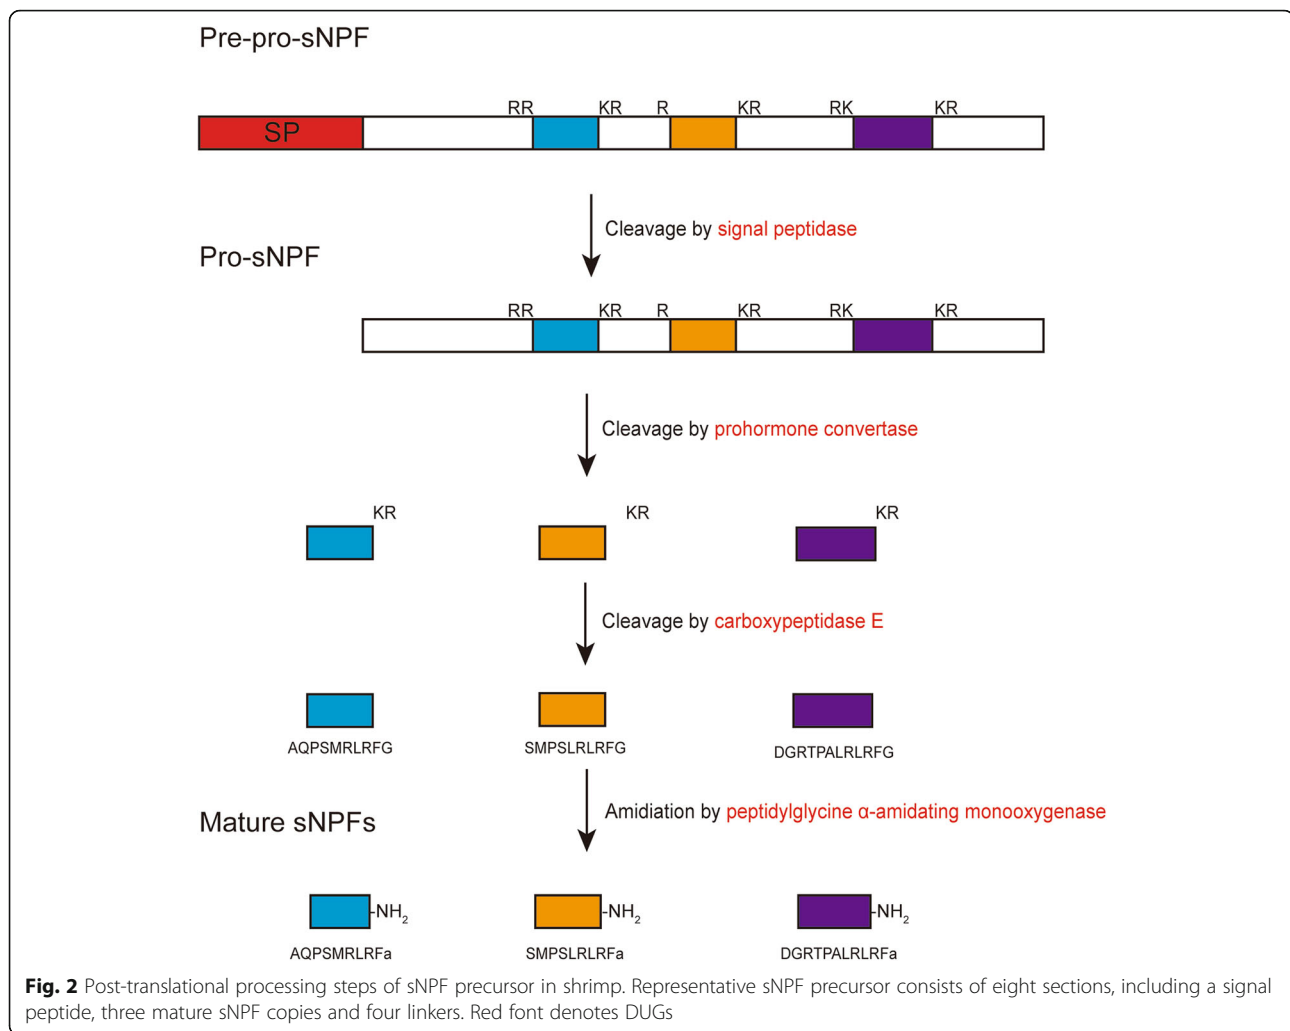 Pre-pro-sNPF
RR KR R KR RK KR
SP
Cleavage by signal peptidase
Pro-sNPF
RR KR R KR RK KR
Cleavage by prohormone convertase
KR KR KR
Cleavage by carboxypeptidase E
AQPSMRLRFG SMPSLRLRFG DGRTPALRLRFG
Amidiation by peptidylglycine α-amidating monooxygenase
Mature sNPFs
-NH₂ -NH₂ -NH₂
AQPSMRLRFa SMPSLRLRFa DGRTPALRLRFa
Fig. 2 Post-translational processing steps of sNPF precursor in shrimp. Representative sNPF precursor consists of eight sections, including a signal
peptide, three mature sNPF copies and four linkers. Red font denotes DUGs